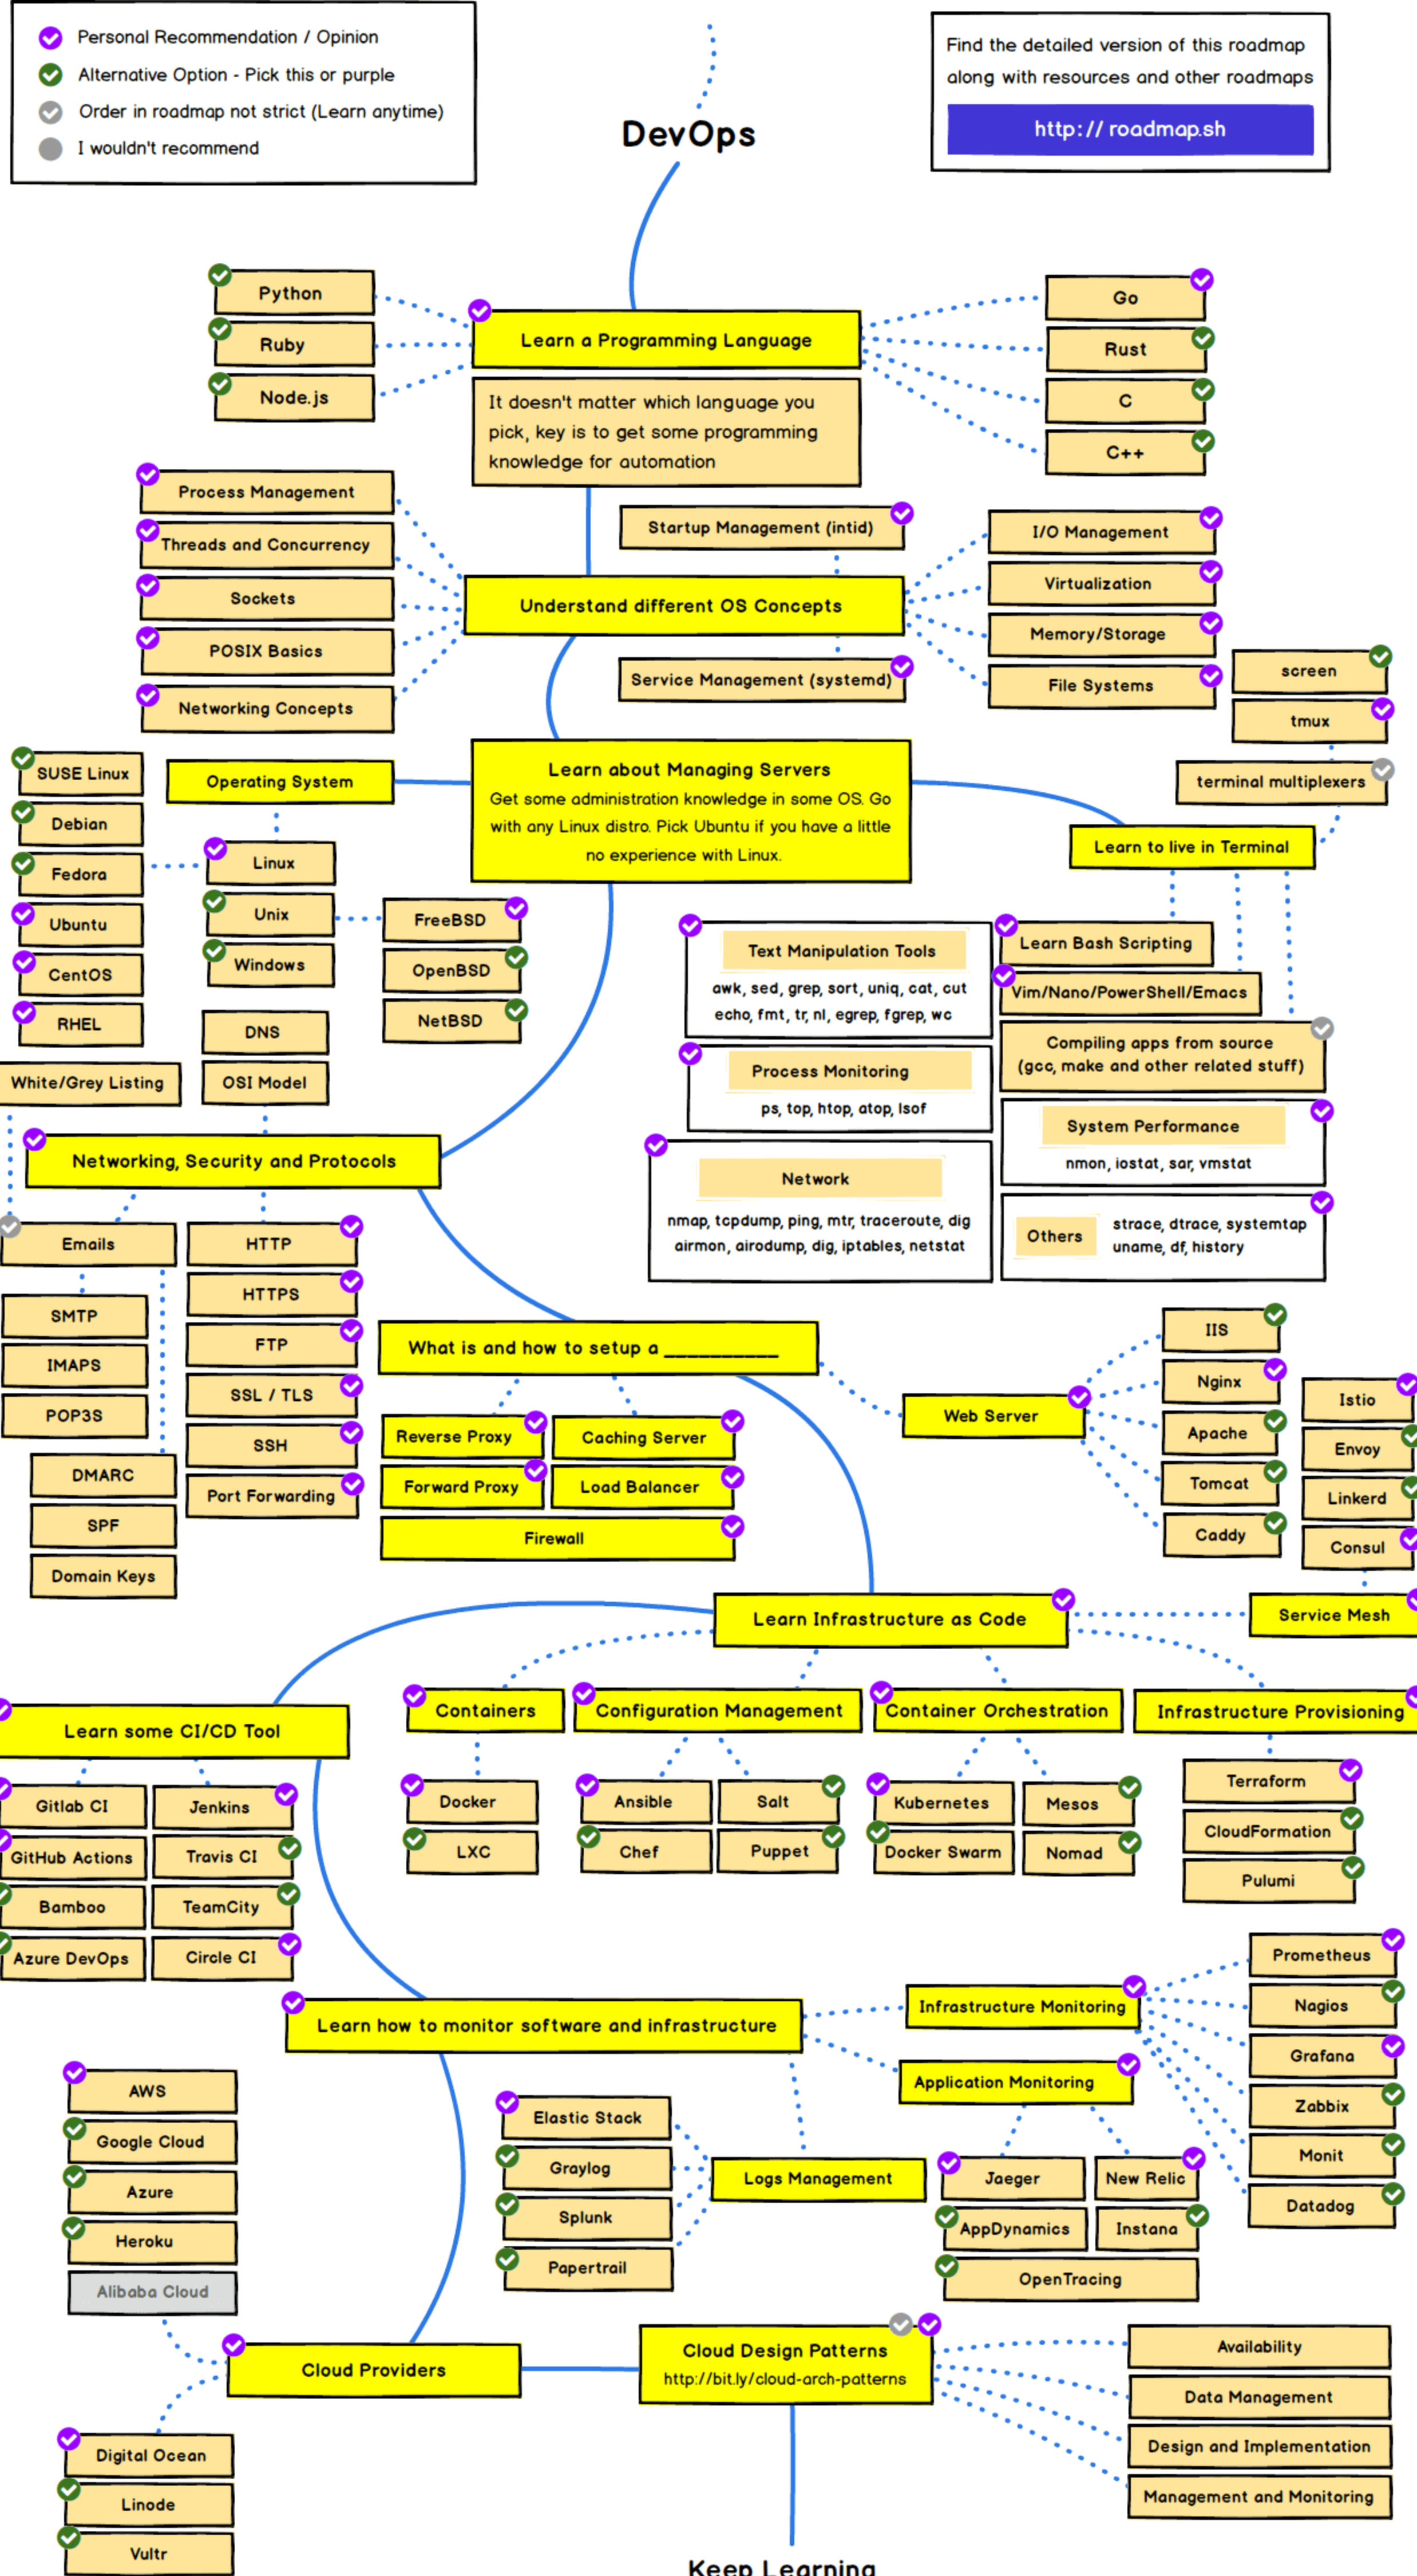 Personal Recommendation / Opinion
Alternative Option - Pick this or purple
Order in roadmap not strict (Learn anytime)
I wouldn't recommend
Find the detailed version of this roadmap
along with resources and other roadmaps
http://roadmap.sh
DevOps
Python
Ruby
Node.js
Learn a Programming Language
It doesn't matter which language you
pick, key is to get some programming
knowledge for automation
Go
Rust
C
C++
Process Management
Threads and Concurrency
Sockets
POSIX Basics
Networking Concepts
Startup Management (intid)
Understand different OS Concepts
Service Management (systemd)
I/O Management
Virtualization
Memory/Storage
File Systems
screen
tmux
terminal multiplexers
Learn to live in Terminal
Learn about Managing Servers
Get some administration knowledge in some OS. Go
with any Linux distro. Pick Ubuntu if you have a little
no experience with Linux.
Operating System
SUSE Linux
Debian
Fedora
Ubuntu
CentOS
RHEL
Linux
Unix
Windows
FreeBSD
OpenBSD
NetBSD
Text Manipulation Tools
awk, sed, grep, sort, uniq, cat, cut
echo, fmt, tr, nl, egrep, fgrep, wc
Process Monitoring
ps, top, htop, atop, lsof
Network
nmap, tcpdump, ping, mtr, traceroute, dig
airmon, airodump, dig, iptables, netstat
Learn Bash Scripting
Vim/Nano/PowerShell/Emacs
Compiling apps from source
(gcc, make and other related stuff)
System Performance
nmon, iostat, sar, vmstat
Others
strace, dtrace, systemtap
uname, df, history
DNS
OSI Model
White/Grey Listing
Networking, Security and Protocols
Emails
SMTP
IMAPS
POP3S
DMARC
SPF
Domain Keys
HTTP
HTTPS
FTP
SSL / TLS
SSH
Port Forwarding
What is and how to setup a __________
Reverse Proxy
Caching Server
Forward Proxy
Load Balancer
Firewall
Web Server
IIS
Nginx
Apache
Tomcat
Caddy
Istio
Envoy
Linkerd
Consul
Service Mesh
Learn Infrastructure as Code
Containers
Docker
LXC
Configuration Management
Ansible
Salt
Chef
Puppet
Container Orchestration
Kubernetes
Mesos
Docker Swarm
Nomad
Infrastructure Provisioning
Terraform
CloudFormation
Pulumi
Learn some CI/CD Tool
Gitlab CI
Jenkins
GitHub Actions
Travis CI
Bamboo
TeamCity
Azure DevOps
Circle CI
Learn how to monitor software and infrastructure
Infrastructure Monitoring
Prometheus
Nagios
Grafana
Zabbix
Monit
Datadog
Application Monitoring
Jaeger
New Relic
AppDynamics
Instana
OpenTracing
Logs Management
Elastic Stack
Graylog
Splunk
Papertrail
AWS
Google Cloud
Azure
Heroku
Alibaba Cloud
Cloud Providers
Digital Ocean
Linode
Vultr
Cloud Design Patterns
http://bit.ly/cloud-arch-patterns
Availability
Data Management
Design and Implementation
Management and Monitoring
Keep Learning